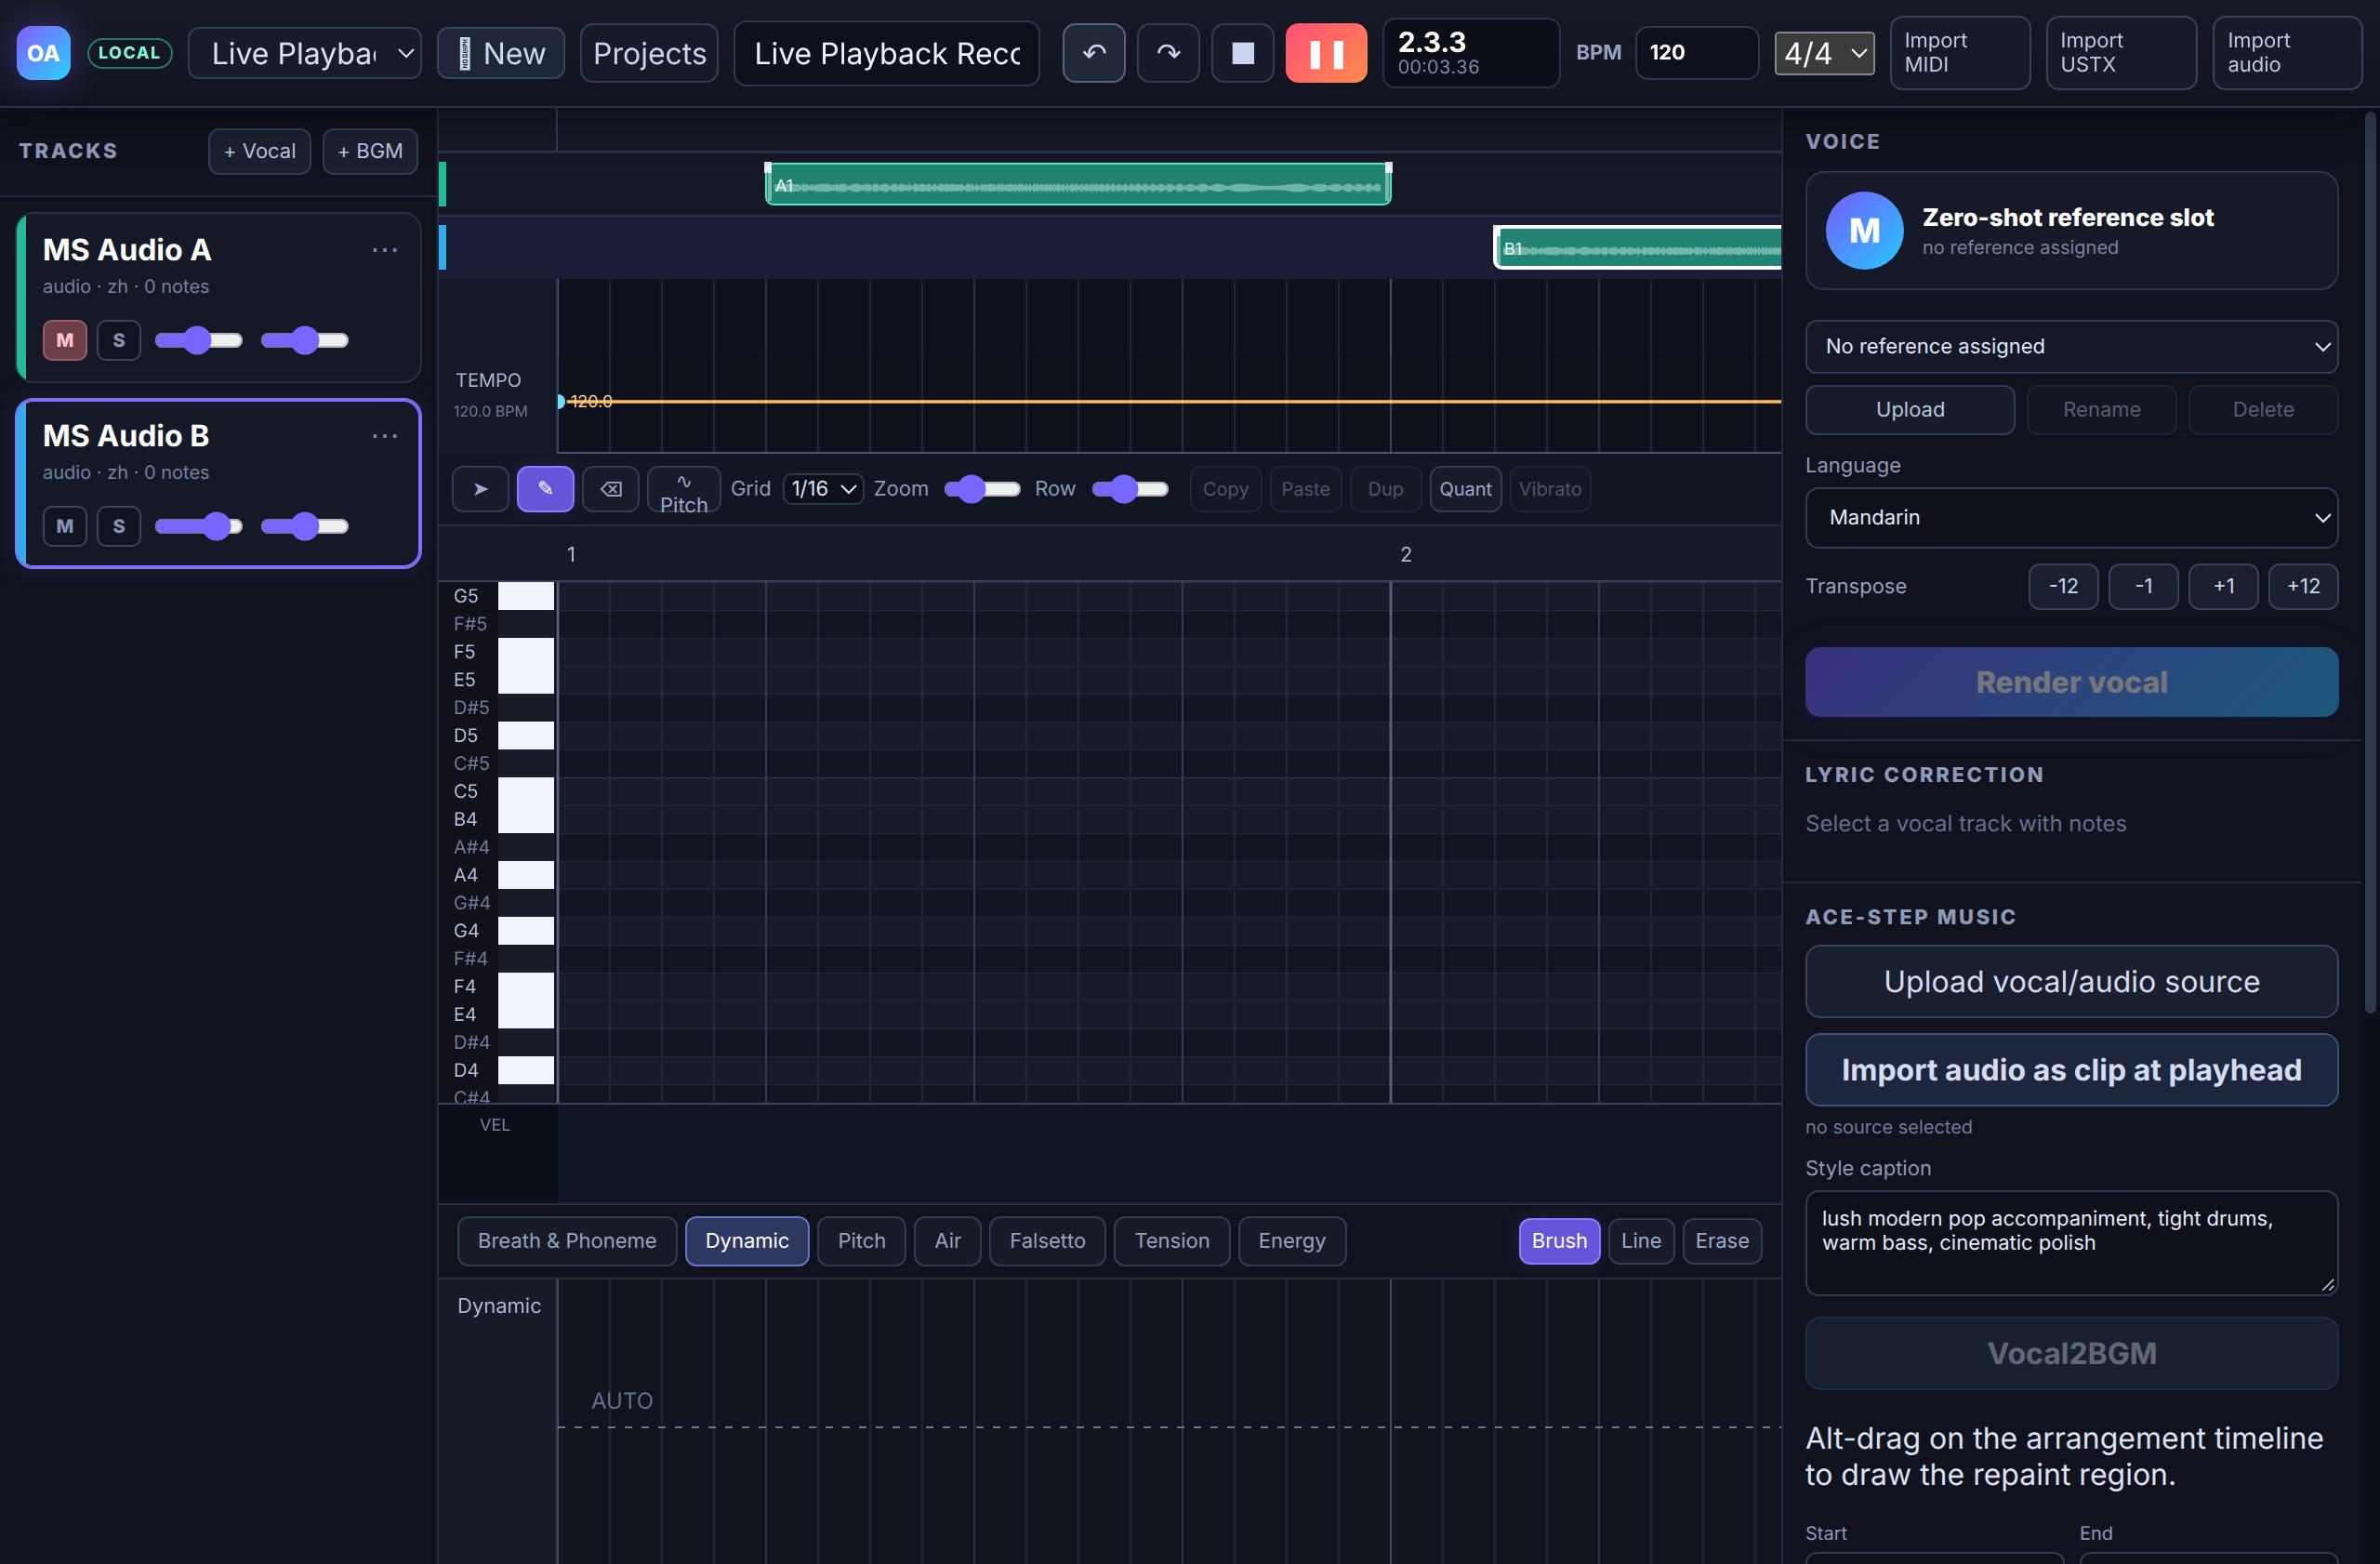 OA
LOCAL
Live Playba
New
Projects
Live Playback Reco
2.3.3
00:03.36
BPM
120
4/4
Import
MIDI
Import
USTX
Import
audio
TRACKS
+ Vocal
+ BGM
MS Audio A
audio · zh · 0 notes
M
S
MS Audio B
audio · zh · 0 notes
M
S
A1
B1
TEMPO
120.0 BPM
120.0
Pitch
Grid
1/16
Zoom
Row
Copy
Paste
Dup
Quant
Vibrato
1
2
G5
F#5
F5
E5
D#5
D5
C#5
C5
B4
A#4
A4
G#4
G4
F#4
F4
E4
D#4
D4
C#4
VEL
Breath & Phoneme
Dynamic
Pitch
Air
Falsetto
Tension
Energy
Brush
Line
Erase
Dynamic
AUTO
VOICE
M
Zero-shot reference slot
no reference assigned
No reference assigned
Upload
Rename
Delete
Language
Mandarin
Transpose
-12
-1
+1
+12
Render vocal
LYRIC CORRECTION
Select a vocal track with notes
ACE-STEP MUSIC
Upload vocal/audio source
Import audio as clip at playhead
no source selected
Style caption
lush modern pop accompaniment, tight drums,
warm bass, cinematic polish
Vocal2BGM
Alt-drag on the arrangement timeline
to draw the repaint region.
Start
End